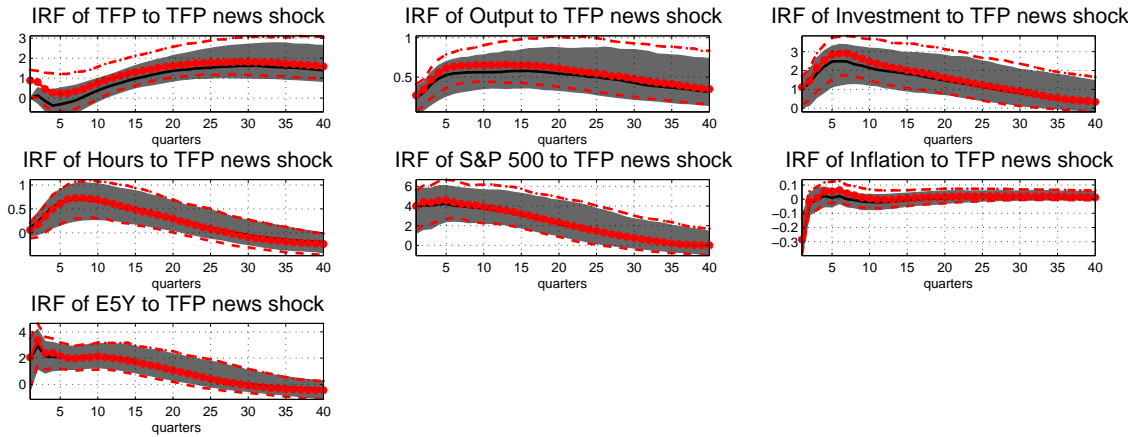 IRF of TFP to TFP news shock
3
2
1
0
5 10 15 20 25 30 35 40
quarters
IRF of Output to TFP news shock
1
0.5
5 10 15 20 25 30 35 40
quarters
IRF of Investment to TFP news shock
3
2
1
0
5 10 15 20 25 30 35 40
quarters
IRF of Hours to TFP news shock
1
0.5
0
5 10 15 20 25 30 35 40
quarters
IRF of S&P 500 to TFP news shock
6
4
2
0
5 10 15 20 25 30 35 40
quarters
IRF of Inflation to TFP news shock
0.1
0
−0.1
−0.2
−0.3
5 10 15 20 25 30 35 40
quarters
IRF of E5Y to TFP news shock
4
2
0
5 10 15 20 25 30 35 40
quarters